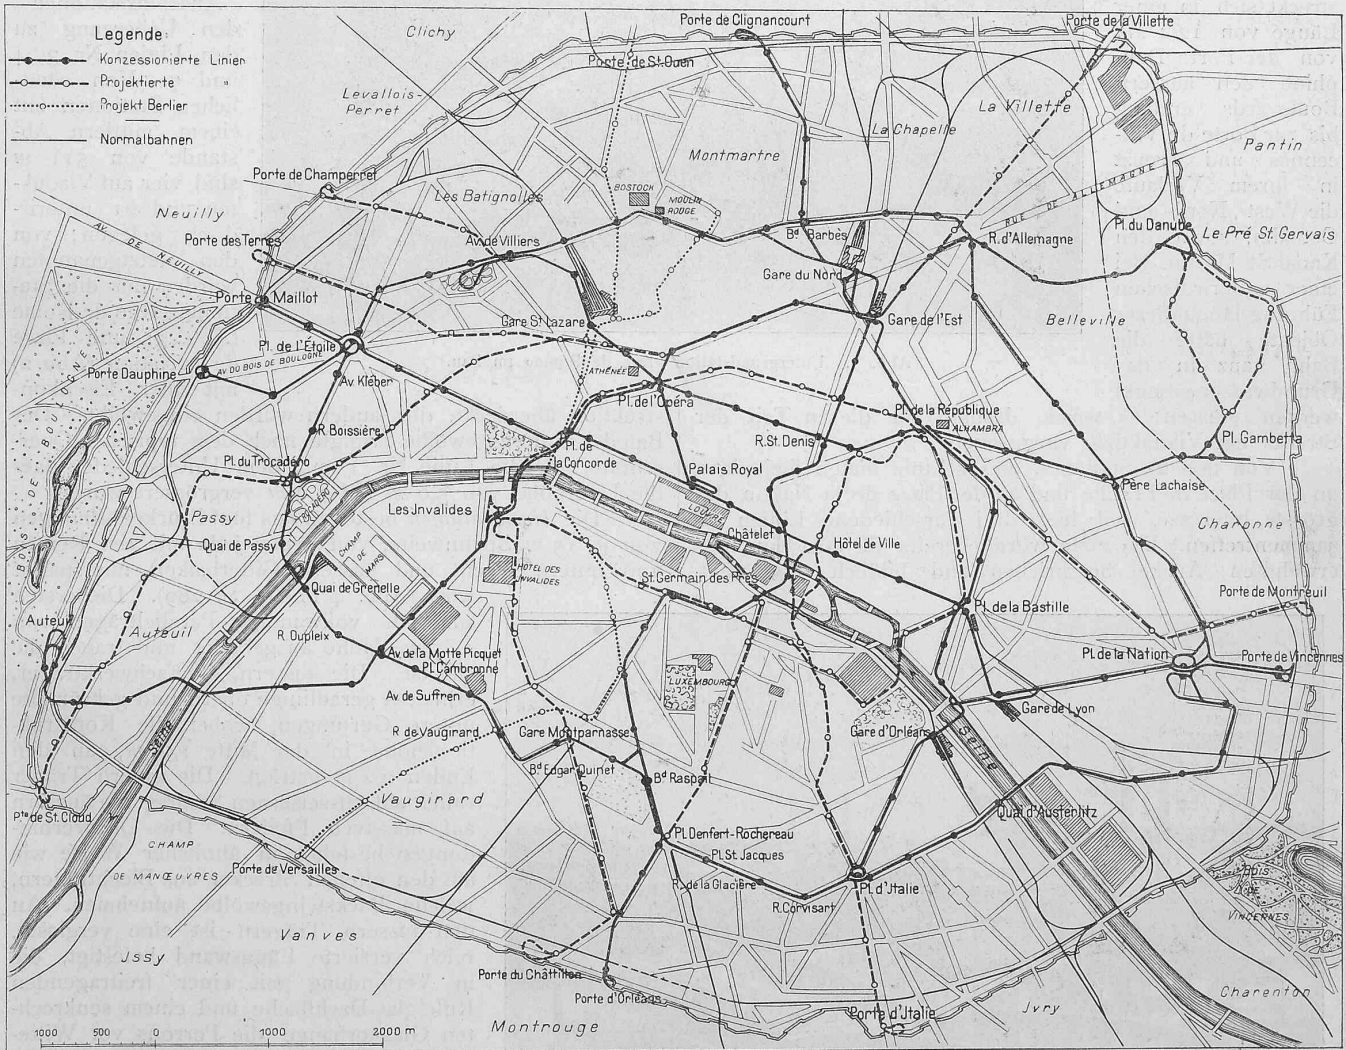 Legende:
Konzessionierte Linien
Projektierte "
Projekt Berlier
Normalbahnen
Clichy
Porte de Clignancourt
Porte de la Villette
Porte de St. Ouen
Levallois-
Perret
La Villette
La Chapelle
Pantin
Montmartre
Porte de Champerret
Les Batignolles
BOSTOCK
MOULIN
ROUGE
RUE DE ALLEMAGNE
Neuilly
AV. DE NEUILLY
Porte des Ternes
Av. de Villiers
Bd Barbès
R. d'Allemagne
Pl. du Danube
Le Pré St. Gervais
Gare du Nord
Porte Maillot
Gare St. Lazare
Gare de l'Est
Belleville
Pl. de l'Étoile
AV. DU BOIS DE BOULOGNE
Porte Dauphine
Av. Kléber
ATHÉNÉE
Pl. de l'Opéra
Pl. de la République
ALHAMBRA
R. Boissière
Pl. de
la Concorde
R. St. Denis
Pl. Gambetta
BOIS DE BOULOGNE
Pl. du Trocadéro
Palais Royal
Père Lachaise
Passy
Les Invalides
LOUVRE
Charonne
CHAMP
DE
MARS
Châtelet
Hôtel de Ville
Quai de Passy
HÔTEL DES
INVALIDES
St. Germain des Prés
Quai de Grenelle
Porte de Montreuil
Auteuil
Auteuil
R. Dupleix
Pl. de la Bastille
Av. de la Motte Picquet
Pl. de la Nation
Porte de Vincennes
Pl. Cambronne
LUXEMBOURG
Av. de Suffren
Gare de Lyon
Seine
R. de Vaugirard
Gare Montparnasse
Gare d'Orléans
Seine
Bd Edgar Quinet
Bd Raspail
Vaugirard
Pte de St. Cloud
Quai d'Austerlitz
Pl. Denfert-Rochereau
CHAMP
DE MANŒUVRES
Pl. St. Jacques
Porte de Versailles
R. de la Glacière
Pl. d'Italie
R. Corvisart
BOIS
DE
VINCENNES
Vanves
Issy
Porte du Châttillon
Porte d'Orléans
Charenton
Montrouge
Porte d'Italie
Jvry
1000 500 0 1000 2000 m